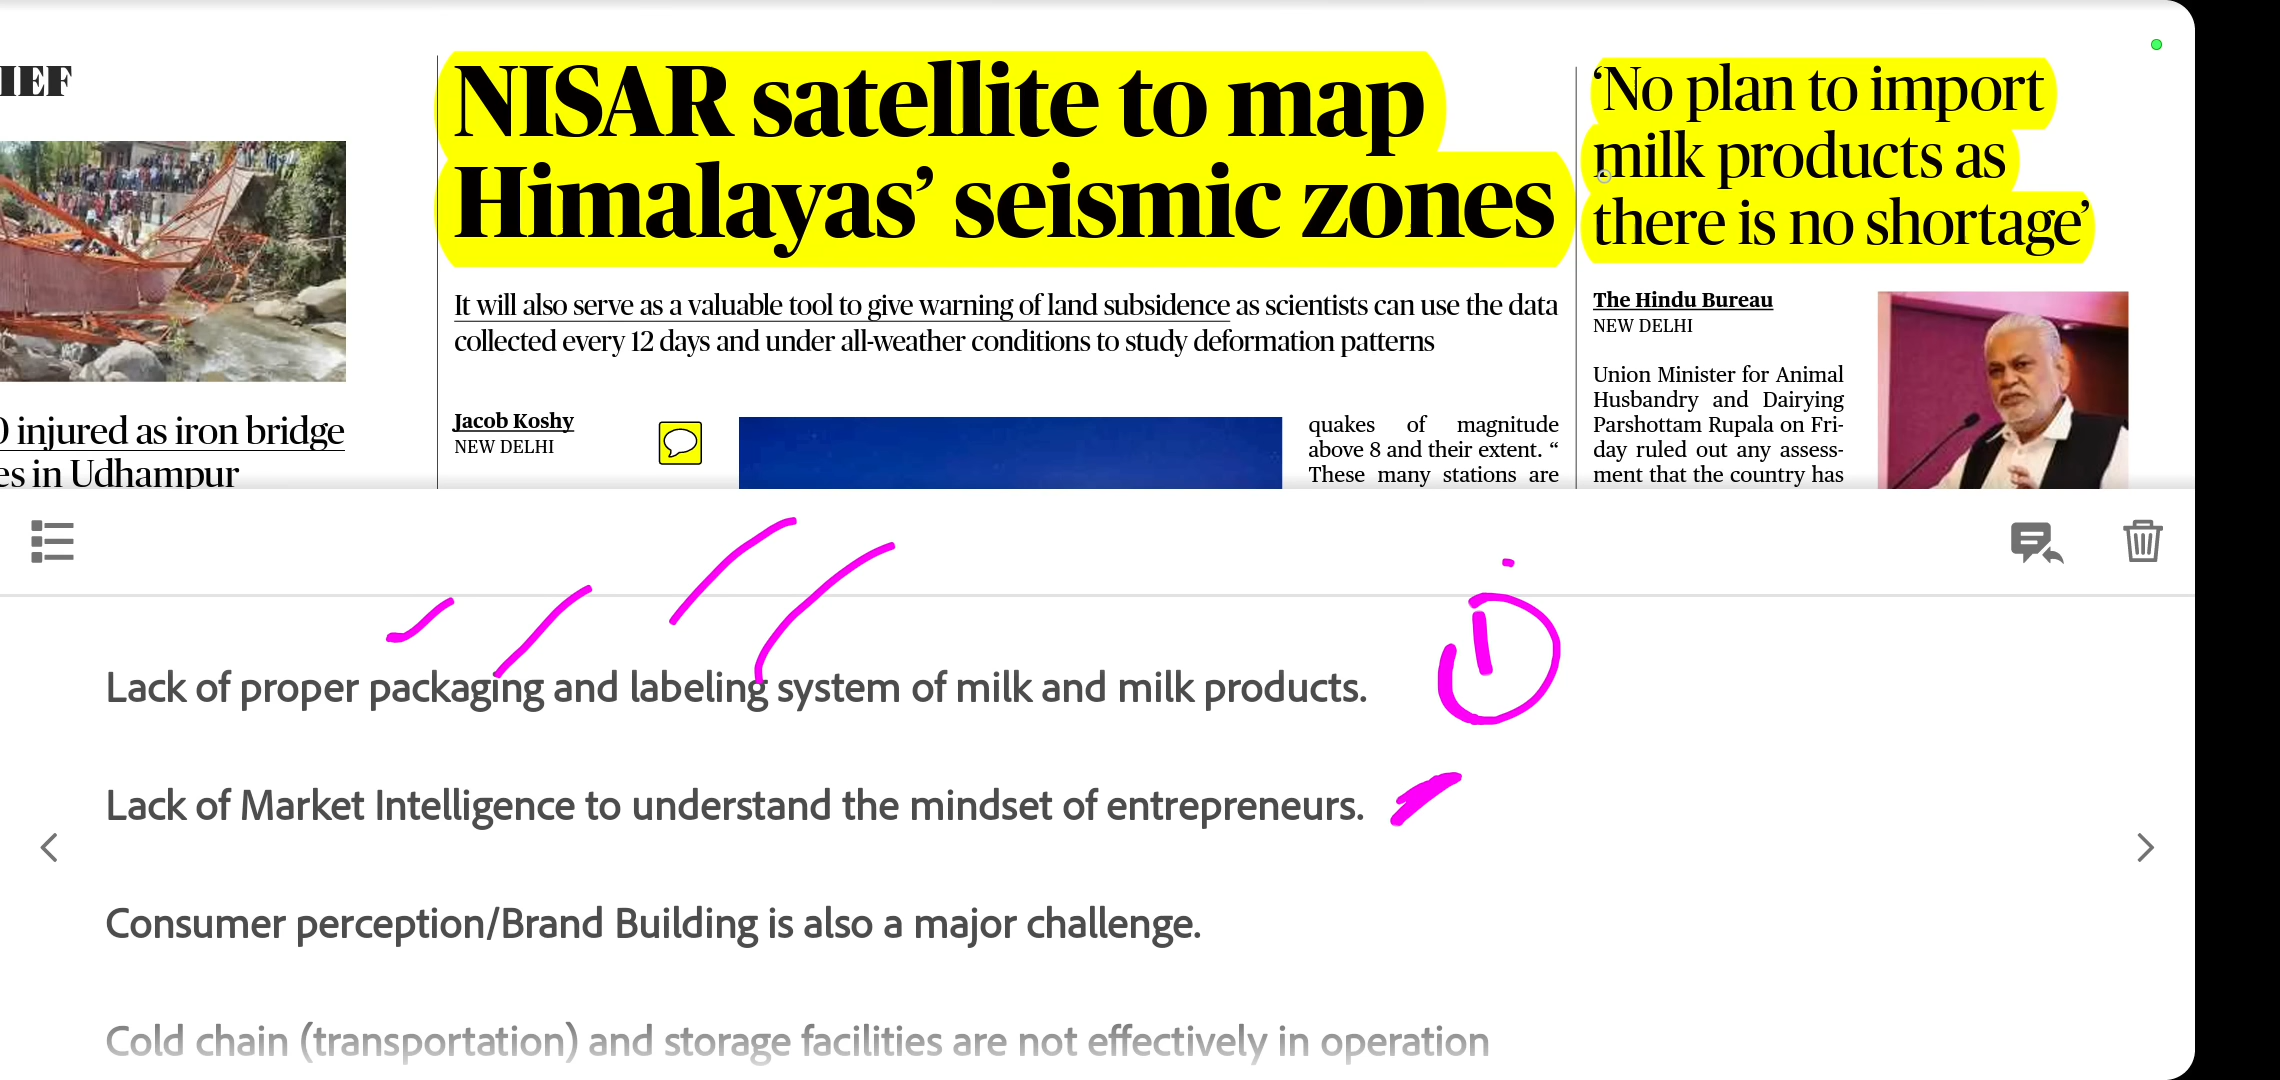 IEF
injured as iron bridge
es in Udhampur
NISAR satellite to map
Himalayas’ seismic zones
It will also serve as a valuable tool to give warning of land subsidence as scientists can use the data
collected every 12 days and under all-weather conditions to study deformation patterns
Jacob Koshy
NEW DELHI
quakes of magnitude
above 8 and their extent. “
These many stations are
‘No plan to import
milk products as
there is no shortage’
The Hindu Bureau
NEW DELHI
Union Minister for Animal
Husbandry and Dairying
Parshottam Rupala on Fri-
day ruled out any assess-
ment that the country has
Lack of proper packaging and labeling system of milk and milk products.
1
Lack of Market Intelligence to understand the mindset of entrepreneurs.
Consumer perception/Brand Building is also a major challenge.
Cold chain (transportation) and storage facilities are not effectively in operation